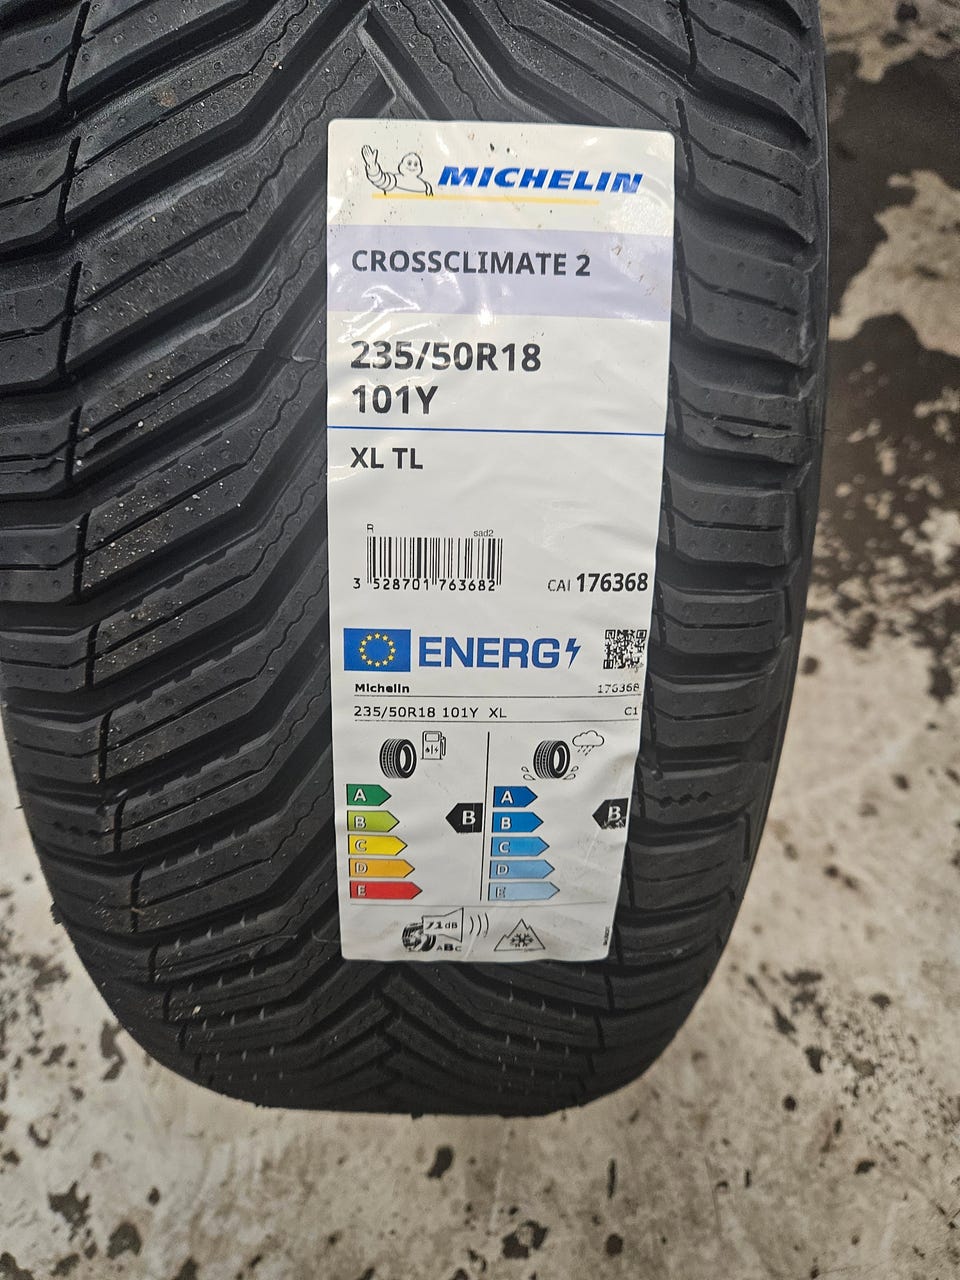 MICHELIN
CROSSCLIMATE 2
235/50R18
101Y
XL TL
R sad2
3 528701 763682
CAI 176368
ENERG
Michelin 176368
235/50R18 101Y XL C1
A A
B B B B
C C
D D
E E
71 dB
ABC